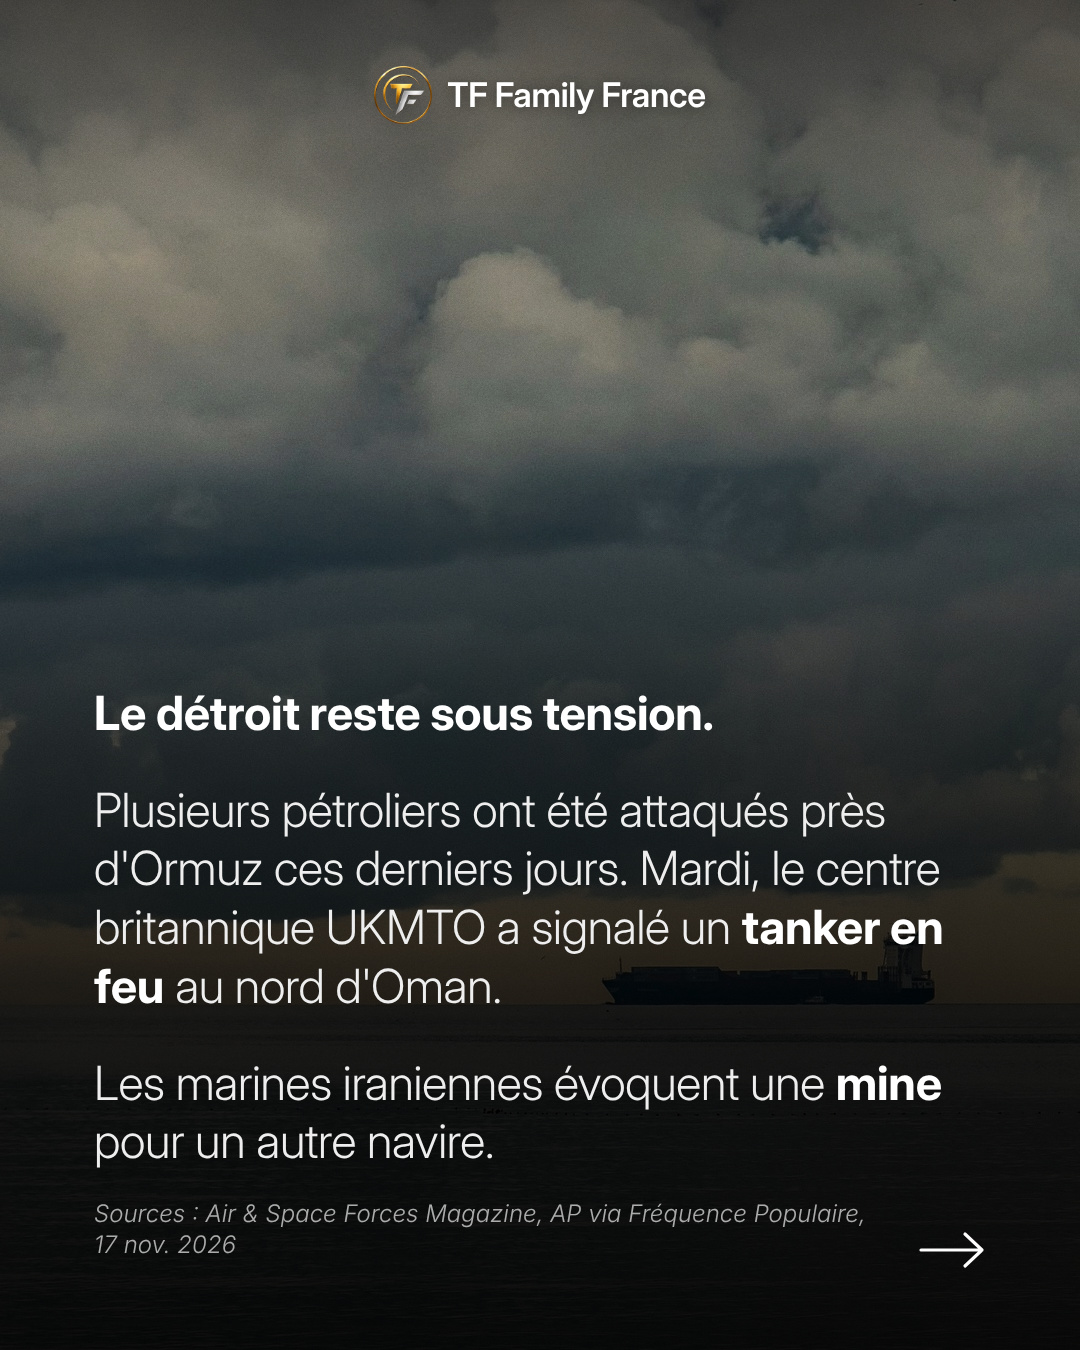 TF TF Family France
Le détroit reste sous tension.
Plusieurs pétroliers ont été attaqués près
d'Ormuz ces derniers jours. Mardi, le centre
britannique UKMTO a signalé un tanker en
feu au nord d'Oman.
Les marines iraniennes évoquent une mine
pour un autre navire.
Sources : Air & Space Forces Magazine, AP via Fréquence Populaire,
17 nov. 2026